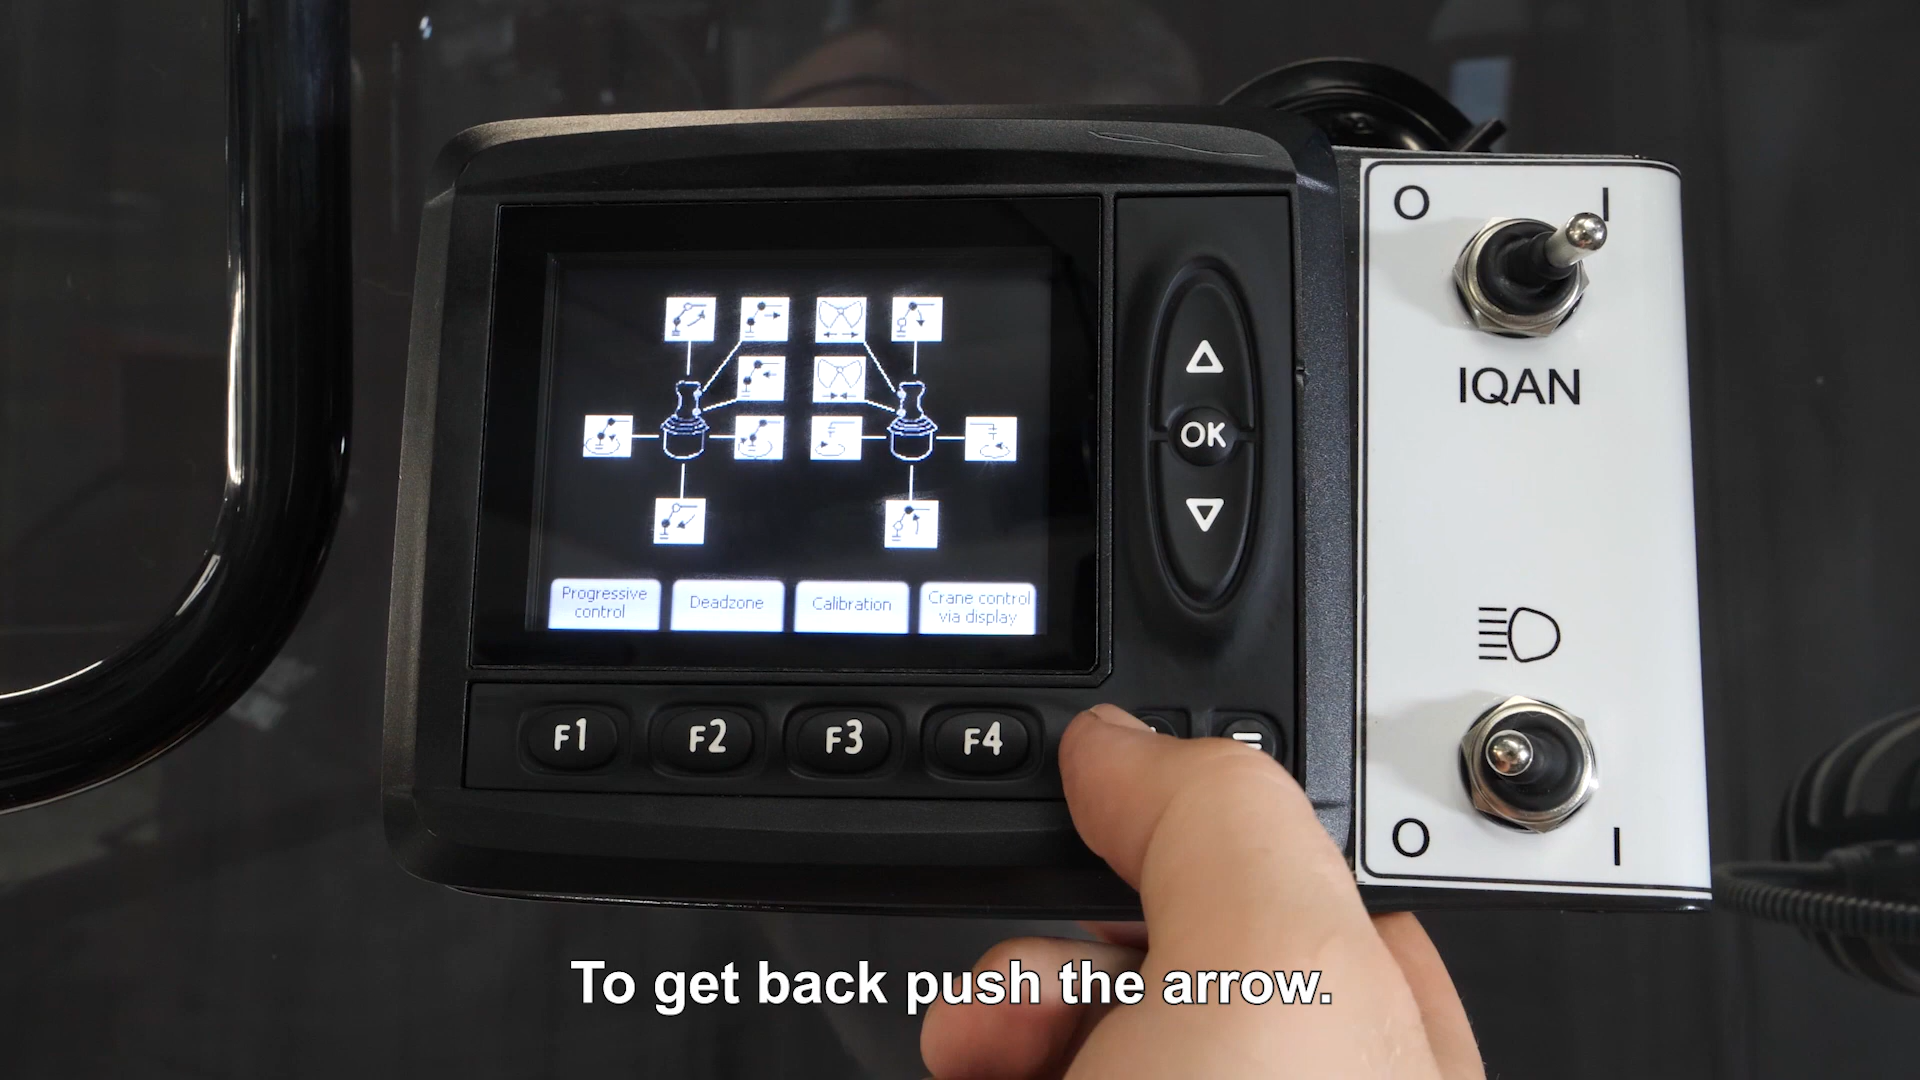 O I
IQAN
OK
Progressive
control
Deadzone
Calibration
Crane control
via display
F1 F2 F3 F4
O I
To get back push the arrow.